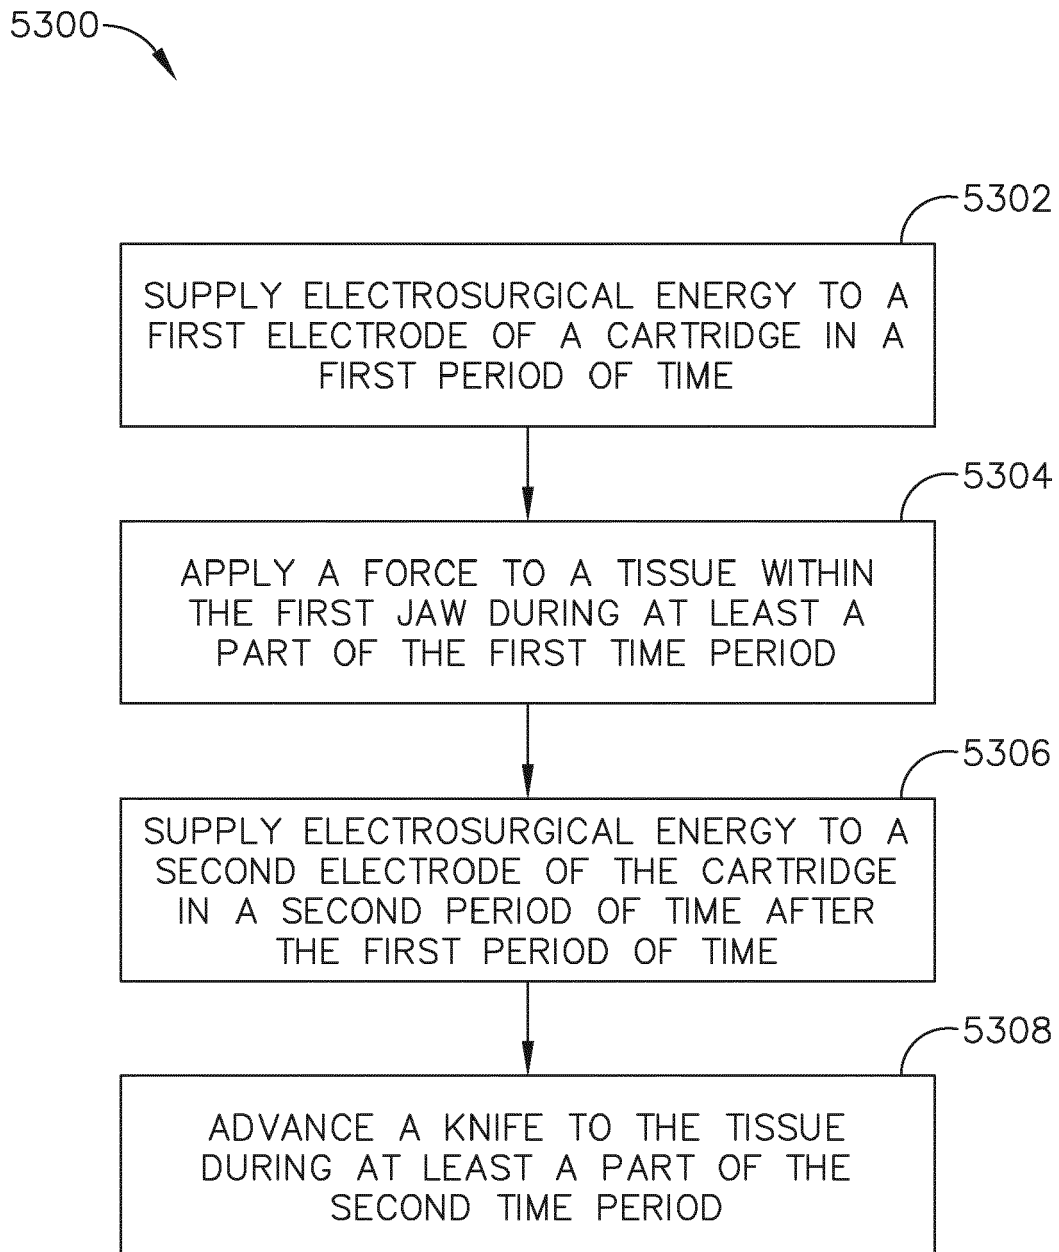 5300
5302
SUPPLY ELECTROSURGICAL ENERGY TO A
FIRST ELECTRODE OF A CARTRIDGE IN A
FIRST PERIOD OF TIME
5304
APPLY A FORCE TO A TISSUE WITHIN
THE FIRST JAW DURING AT LEAST A
PART OF THE FIRST TIME PERIOD
5306
SUPPLY ELECTROSURGICAL ENERGY TO A
SECOND ELECTRODE OF THE CARTRIDGE
IN A SECOND PERIOD OF TIME AFTER
THE FIRST PERIOD OF TIME
5308
ADVANCE A KNIFE TO THE TISSUE
DURING AT LEAST A PART OF THE
SECOND TIME PERIOD